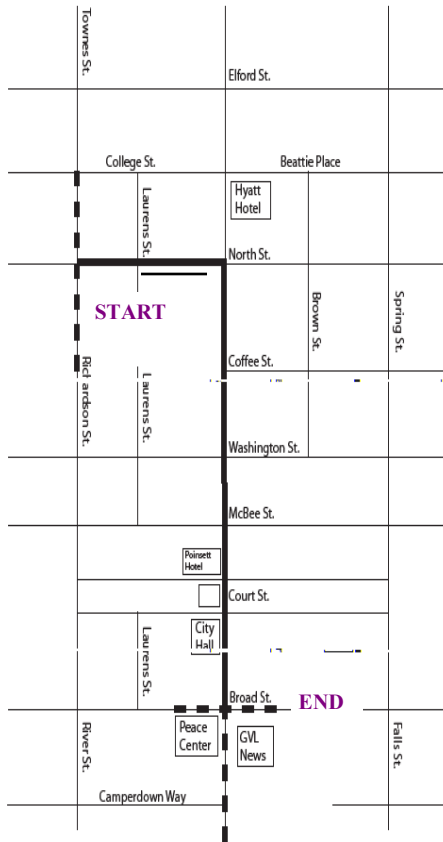 Townes St.
Elford St.
College St.
Beattie Place
Laurens St.
Hyatt
Hotel
North St.
START
Brown St.
Spring St.
Coffee St.
Richardson St.
Laurens St.
Washington St.
McBee St.
Poinsett
Hotel
Court St.
City
Hall
Laurens St.
Broad St.
END
River St.
Peace
Center
GVL
News
Falls St.
Camperdown Way